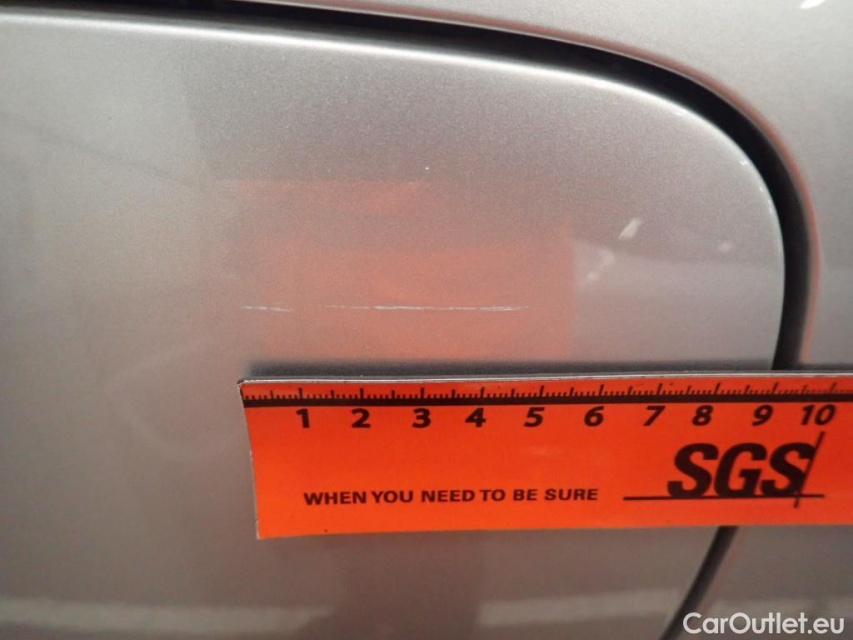 1 2 3 4 5 6 7 8 9 10
SGS
WHEN YOU NEED TO BE SURE
CarOutlet.eu